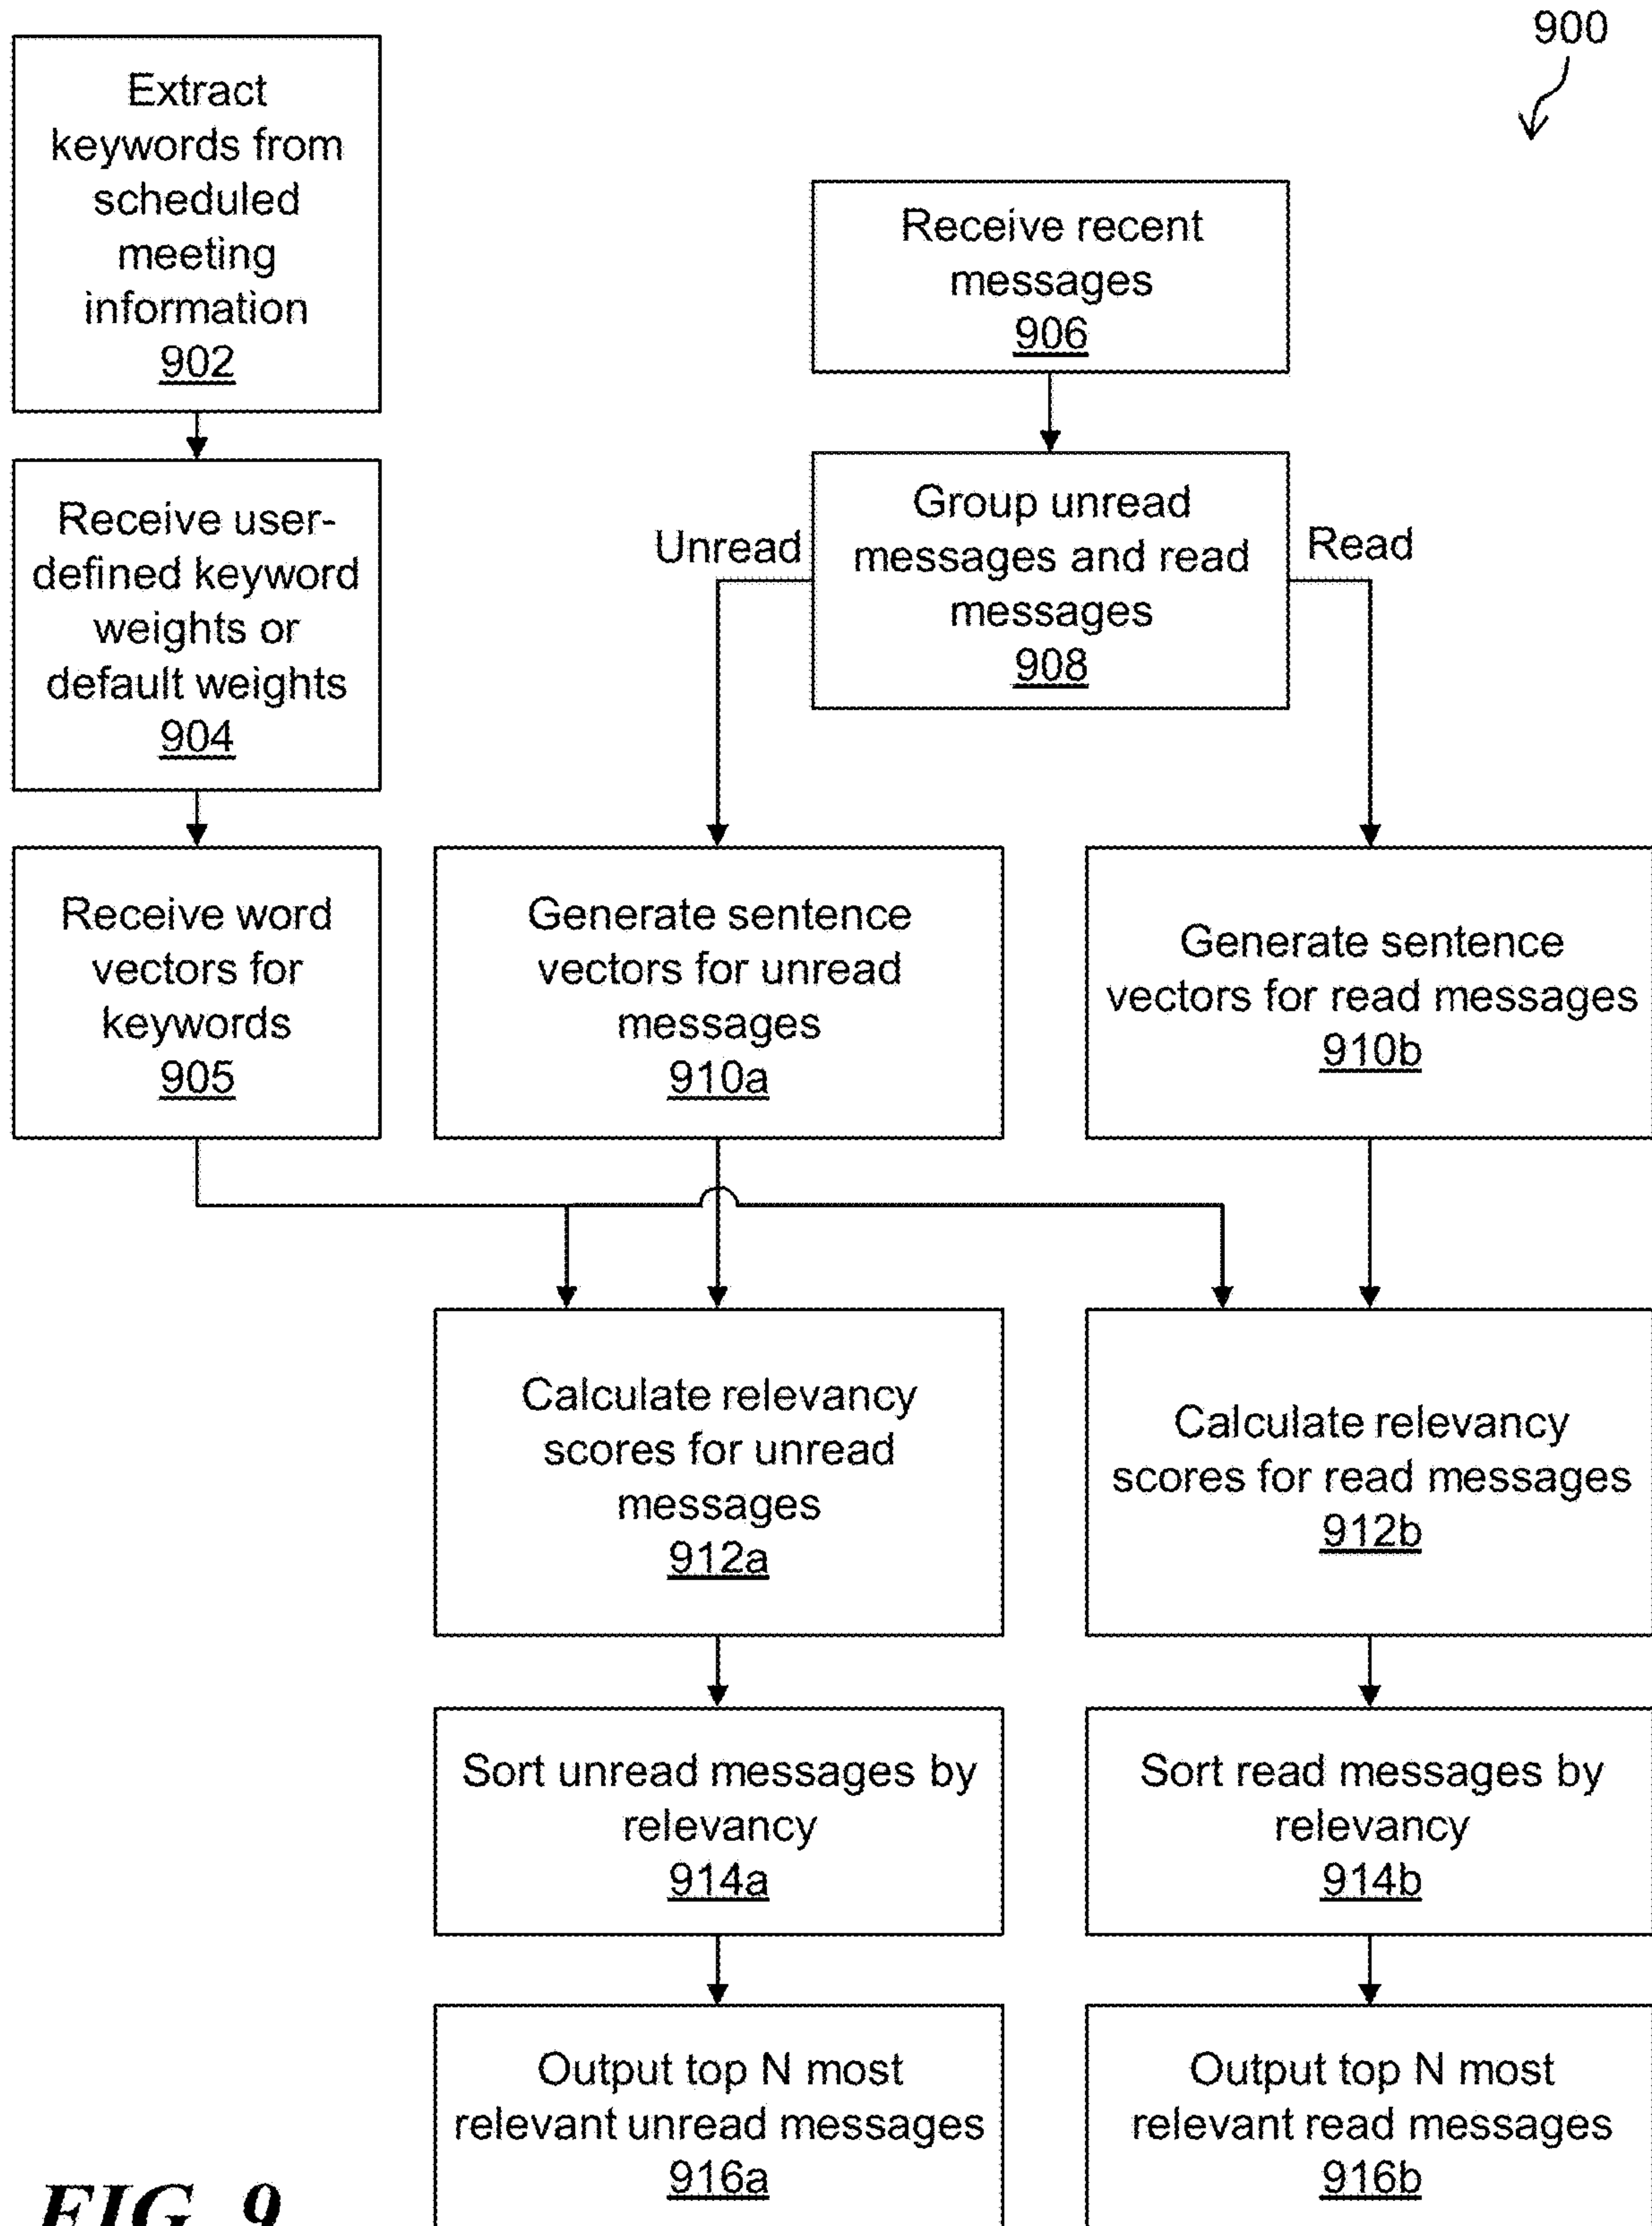 900
Extract
keywords from
scheduled
meeting
information
902
Receive user-
defined keyword
weights or
default weights
904
Receive word
vectors for
keywords
905
Receive recent
messages
906
Group unread
messages and read
messages
908
Unread
Read
Generate sentence
vectors for unread
messages
910a
Generate sentence
vectors for read messages
910b
Calculate relevancy
scores for unread
messages
912a
Calculate relevancy
scores for read messages
912b
Sort unread messages by
relevancy
914a
Sort read messages by
relevancy
914b
Output top N most
relevant unread messages
916a
Output top N most
relevant read messages
916b
FIG. 9